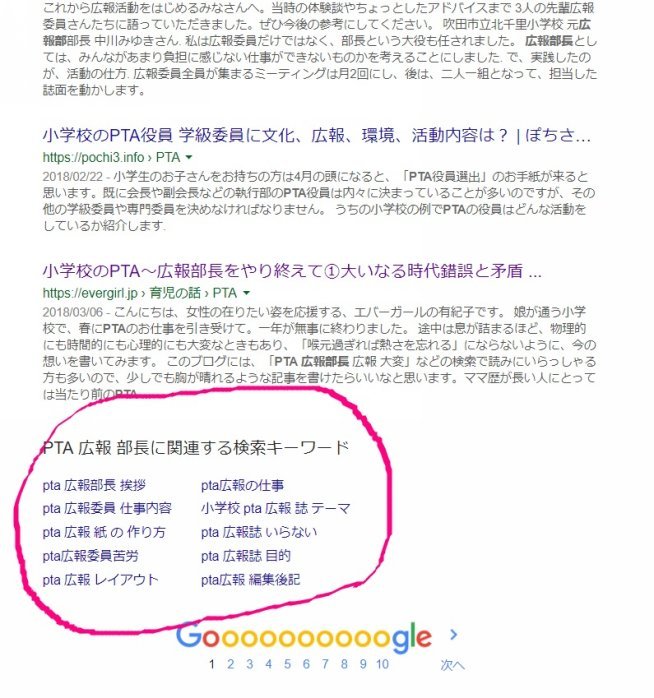 これから広報活動をはじめるみなさんへ。当時の体験談やちょっとしたアドバイスまで 3人の先輩広報
委員さんたちに語っていただきました。ぜひ今後の参考にしてください。 吹田市立北千里小学校 元広
報部部長 中川みゆきさん. 私は広報委員だけではなく、部長という大役も任されました。 広報部長とし
ては、みんながあまり負担に感じない仕事ができないものかを考えることにしました. で、実践したの
が、活動の仕方. 広報委員全員が集まるミーティングは月2回にし、後は、二人一組となって、担当した
誌面を動かします。
小学校のPTA役員 学級委員に文化、広報、環境、活動内容は？ | ぽちさ...
https://pochi3.info › PTA ▼
2018/02/22 - 小学生のお子さんをお持ちの方は4月の頭になると、「PTA役員選出」のお手紙が来ると
思います。既に会長や副会長などの執行部のPTA役員は内々に決まっていることが多いのですが、その
他の学級委員や専門委員を決めなければなりません。 うちの小学校の例でPTAの役員はどんな活動を
しているか紹介します.
小学校のPTA～広報部長をやり終えて①大いなる時代錯誤と矛盾 ...
https://evergirl.jp › 育児の話 › PTA ▼
2018/03/06 - こんにちは、女性の在りたい姿を応援する、エバーガールの有紀子です。 娘が通う小学
校で、春にPTAのお仕事を引き受けて。一年が無事に終わりました。 途中は息が詰まるほど、物理的
にも時間的にも心理的にも大変なときもあり、「喉元過ぎれば熱さを忘れる」にならないように、今の
想いを書いてみます。 このブログには、「PTA 広報部長 広報 大変」などの検索で読みにいらっしゃる
方も多いので、少しでも胸が晴れるような記事を書けたらいいなと思います。ママ歴が長い人にとって
は当たり前のPTA
PTA 広報 部長に関連する検索キーワード
pta 広報部長 挨拶 pta広報の仕事
pta 広報委員 仕事内容 小学校 pta 広報 誌 テーマ
pta 広報 紙 の 作り方 pta 広報誌 いらない
pta広報委員苦労 pta 広報誌 目的
pta 広報 レイアウト pta広報 編集後記
Goooooooooogle ›
1 2 3 4 5 6 7 8 9 10 次へ